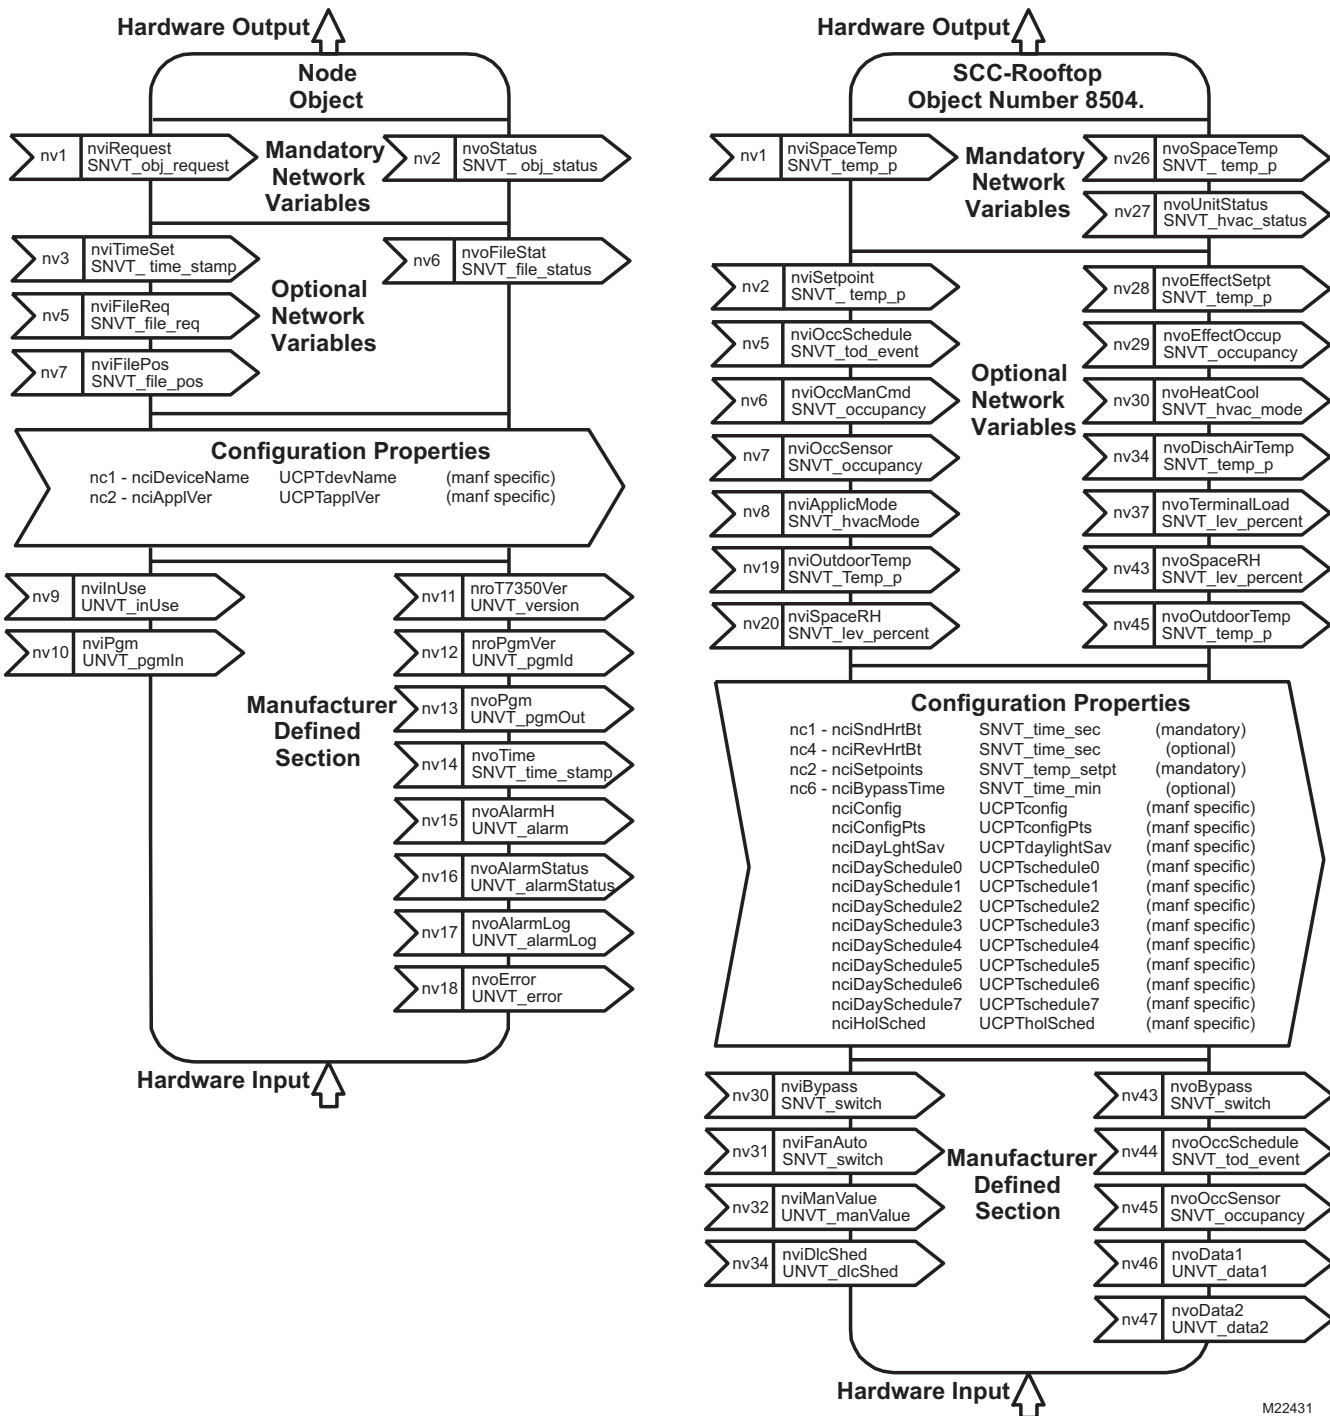 Hardware Output
Node
Object
nv1
nviRequest
SNVT_obj_request
Mandatory
Network
Variables
nv2
nvoStatus
SNVT_ obj_status
nv3
nviTimeSet
SNVT_ time_stamp
nv5
nviFileReq
SNVT_file_req
nv7
nviFilePos
SNVT_file_pos
Optional
Network
Variables
nv6
nvoFileStat
SNVT_file_status
Configuration Properties
nc1 - nciDeviceName UCPTdevName (manf specific)
nc2 - nciApplVer UCPTapplVer (manf specific)
nv9
nviInUse
UNVT_inUse
nv10
nviPgm
UNVT_pgmIn
Manufacturer
Defined
Section
nv11
nroT7350Ver
UNVT_version
nv12
nroPgmVer
UNVT_pgmId
nv13
nvoPgm
UNVT_pgmOut
nv14
nvoTime
SNVT_time_stamp
nv15
nvoAlarmH
UNVT_alarm
nv16
nvoAlarmStatus
UNVT_alarmStatus
nv17
nvoAlarmLog
UNVT_alarmLog
nv18
nvoError
UNVT_error
Hardware Input
Hardware Output
SCC-Rooftop
Object Number 8504.
nv1
nviSpaceTemp
SNVT_temp_p
Mandatory
Network
Variables
nv26
nvoSpaceTemp
SNVT_ temp_p
nv27
nvoUnitStatus
SNVT_hvac_status
nv2
nviSetpoint
SNVT_ temp_p
nv5
nviOccSchedule
SNVT_tod_event
nv6
nviOccManCmd
SNVT_occupancy
nv7
nviOccSensor
SNVT_occupancy
nv8
nviApplicMode
SNVT_hvacMode
nv19
nviOutdoorTemp
SNVT_Temp_p
nv20
nviSpaceRH
SNVT_lev_percent
Optional
Network
Variables
nv28
nvoEffectSetpt
SNVT_temp_p
nv29
nvoEffectOccup
SNVT_occupancy
nv30
nvoHeatCool
SNVT_hvac_mode
nv34
nvoDischAirTemp
SNVT_temp_p
nv37
nvoTerminalLoad
SNVT_lev_percent
nv43
nvoSpaceRH
SNVT_lev_percent
nv45
nvoOutdoorTemp
SNVT_temp_p
Configuration Properties
nc1 - nciSndHrtBt SNVT_time_sec (mandatory)
nc4 - nciRevHrtBt SNVT_time_sec (optional)
nc2 - nciSetpoints SNVT_temp_setpt (mandatory)
nc6 - nciBypassTime SNVT_time_min (optional)
nciConfig UCPTconfig (manf specific)
nciConfigPts UCPTconfigPts (manf specific)
nciDayLghtSav UCPTdaylightSav (manf specific)
nciDaySchedule0 UCPTschedule0 (manf specific)
nciDaySchedule1 UCPTschedule1 (manf specific)
nciDaySchedule2 UCPTschedule2 (manf specific)
nciDaySchedule3 UCPTschedule3 (manf specific)
nciDaySchedule4 UCPTschedule4 (manf specific)
nciDaySchedule5 UCPTschedule5 (manf specific)
nciDaySchedule6 UCPTschedule6 (manf specific)
nciDaySchedule7 UCPTschedule7 (manf specific)
nciHolSched UCPTholSched (manf specific)
nv30
nviBypass
SNVT_switch
nv31
nviFanAuto
SNVT_switch
nv32
nviManValue
UNVT_manValue
nv34
nviDlcShed
UNVT_dlcShed
Manufacturer
Defined
Section
nv43
nvoBypass
SNVT_switch
nv44
nvoOccSchedule
SNVT_tod_event
nv45
nvoOccSensor
SNVT_occupancy
nv46
nvoData1
UNVT_data1
nv47
nvoData2
UNVT_data2
Hardware Input
M22431